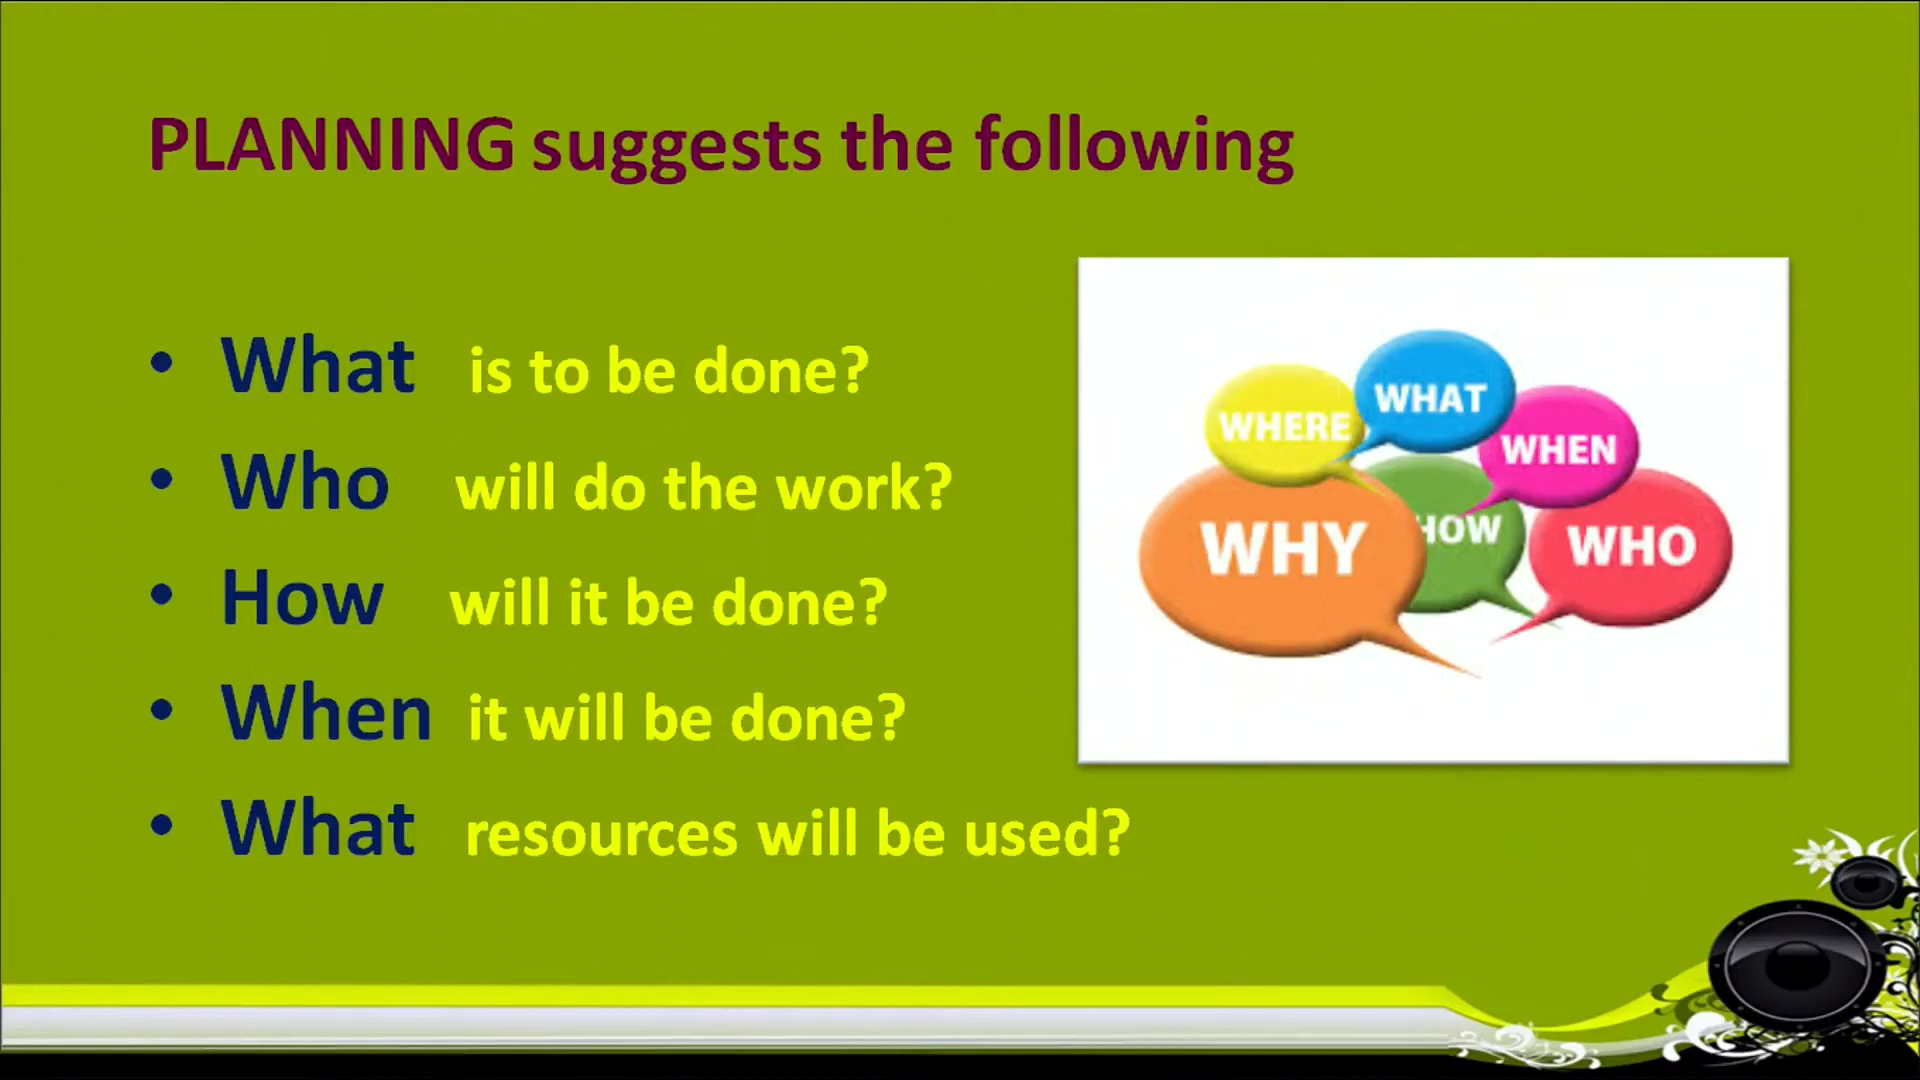 PLANNING suggests the following
• What is to be done?
• Who will do the work?
• How will it be done?
• When it will be done?
• What resources will be used?
WHERE
WHAT
WHEN
WHY
HOW
WHO